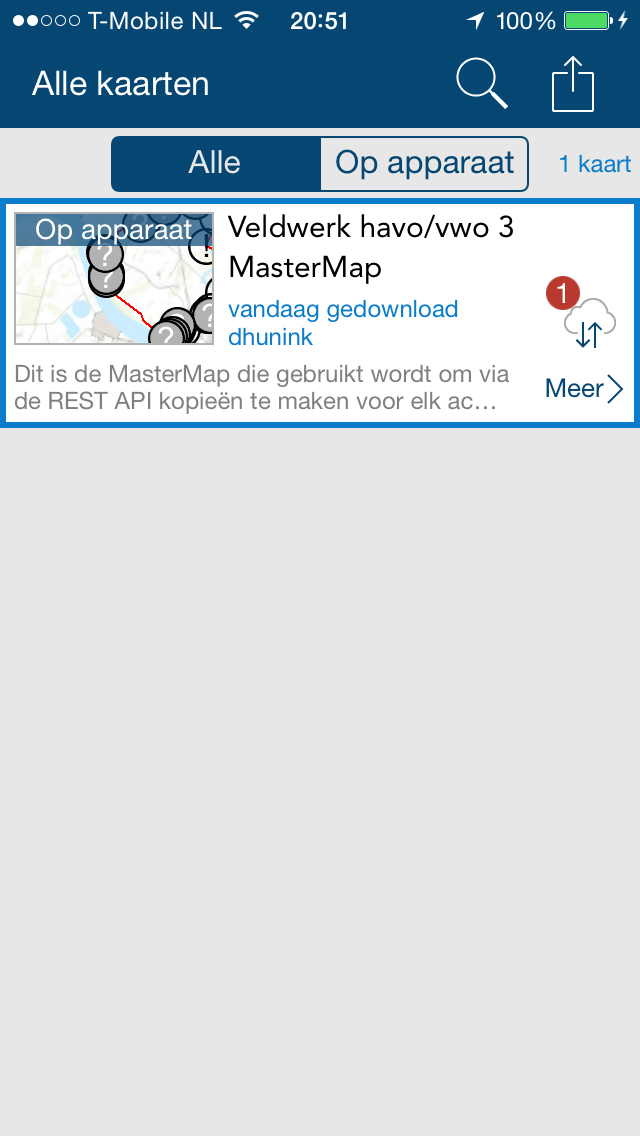 T-Mobile NL 20:51 100%
Alle kaarten
Alle Op apparaat 1 kaart
Op apparaat
Veldwerk havo/vwo 3
MasterMap
vandaag gedownload
dhunink
1
Dit is de MasterMap die gebruikt wordt om via
de REST API kopieën te maken voor elk ac…
Meer
? ? ! ? ?